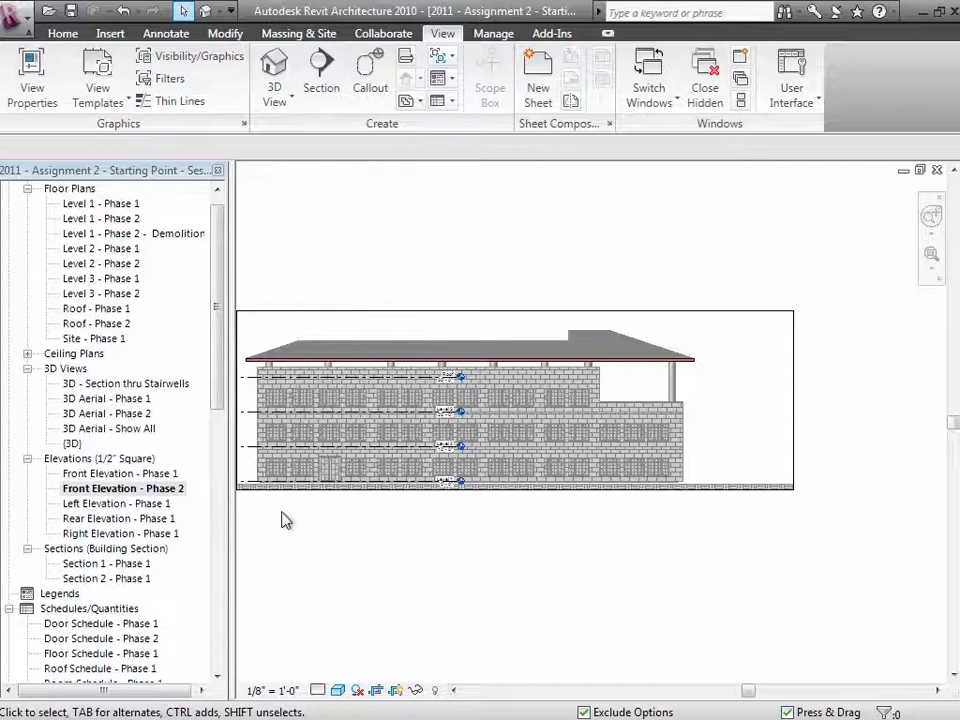 Autodesk Revit Architecture 2010 - [2011 - Assignment 2 - Starti...
Type a keyword or phrase
Home Insert Annotate Modify Massing & Site Collaborate View Manage Add-Ins
View Properties
View Templates
Visibility/Graphics
Filters
Thin Lines
3D View
Section
Callout
Scope Box
New Sheet
Switch Windows
Close Hidden
User Interface
Graphics Create Sheet Compos... Windows
2011 - Assignment 2 - Starting Point - Ses...
Floor Plans
Level 1 - Phase 1
Level 1 - Phase 2
Level 1 - Phase 2 - Demolition
Level 2 - Phase 1
Level 2 - Phase 2
Level 3 - Phase 1
Level 3 - Phase 2
Roof - Phase 1
Roof - Phase 2
Site - Phase 1
Ceiling Plans
3D Views
3D - Section thru Stairwells
3D Aerial - Phase 1
3D Aerial - Phase 2
3D Aerial - Show All
{3D}
Elevations (1/2" Square)
Front Elevation - Phase 1
Front Elevation - Phase 2
Left Elevation - Phase 1
Rear Elevation - Phase 1
Right Elevation - Phase 1
Sections (Building Section)
Section 1 - Phase 1
Section 2 - Phase 1
Legends
Schedules/Quantities
Door Schedule - Phase 1
Door Schedule - Phase 2
Floor Schedule - Phase 1
Roof Schedule - Phase 1
1/8" = 1'-0"
Click to select, TAB for alternates, CTRL adds, SHIFT unselects.
Exclude Options
Press & Drag
:0